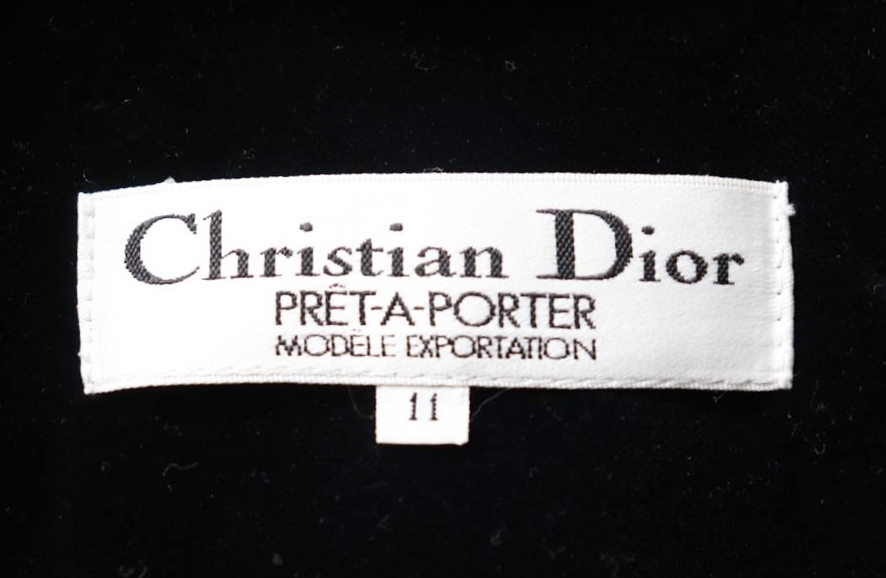 Christian Dior
PRÊT-A-PORTER
MODÈLE EXPORTATION
11